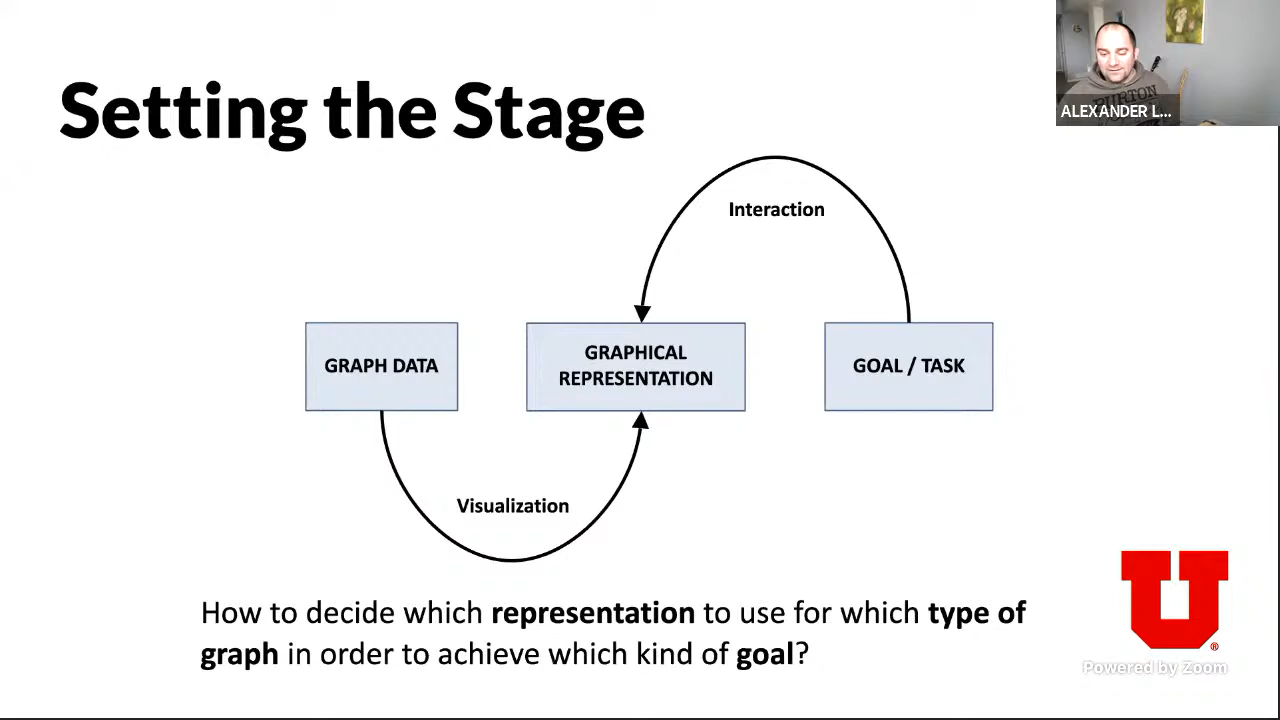 Setting the Stage
ALEXANDER L...
Interaction
GRAPH DATA
GRAPHICAL
REPRESENTATION
GOAL / TASK
Visualization
How to decide which representation to use for which type of
graph in order to achieve which kind of goal?
U
®
Powered by Zoom
BURTON